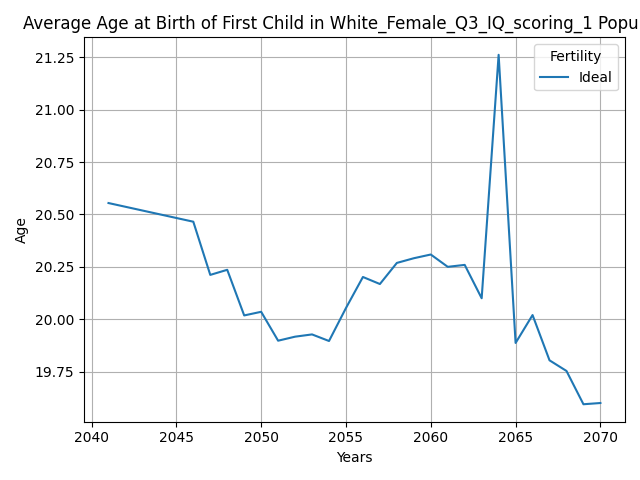 Average Age at Birth of First Child in White_Female_Q3_IQ_scoring_1 Popu
21.25
21.00
20.75
20.50
20.25
20.00
19.75
Age
Fertility
Ideal
2040 2045 2050 2055 2060 2065 2070
Years